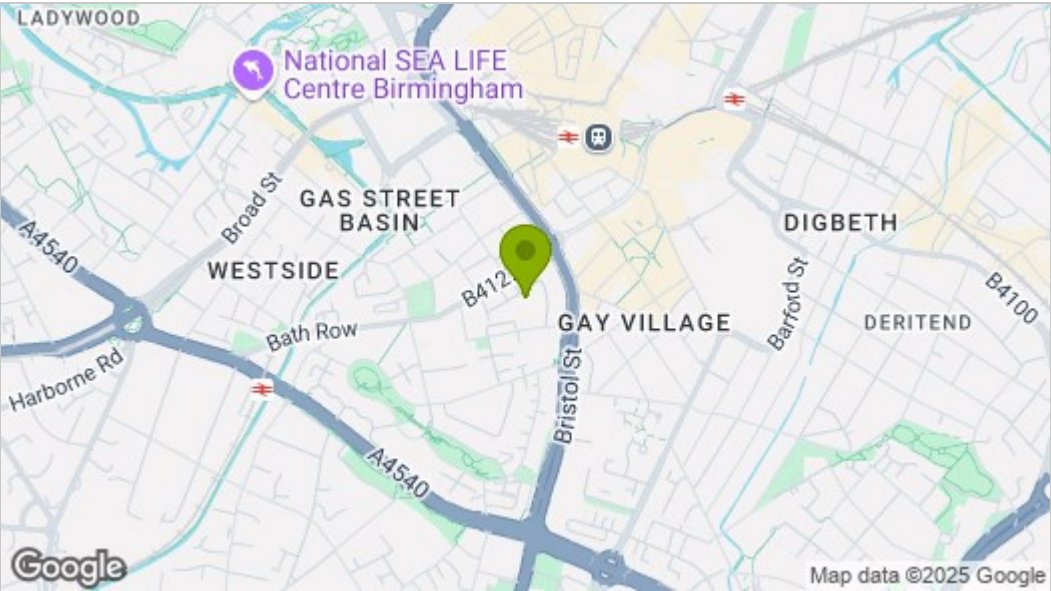 LADYWOOD
National SEA LIFE
Centre Birmingham
GAS STREET
BASIN
Broad St
DIGBETH
A4540
WESTSIDE
B412
B4100
Barford St
GAY VILLAGE
DERITEND
Bath Row
Harborne Rd
Bristol St
A4540
Google
Map data ©2025 Google